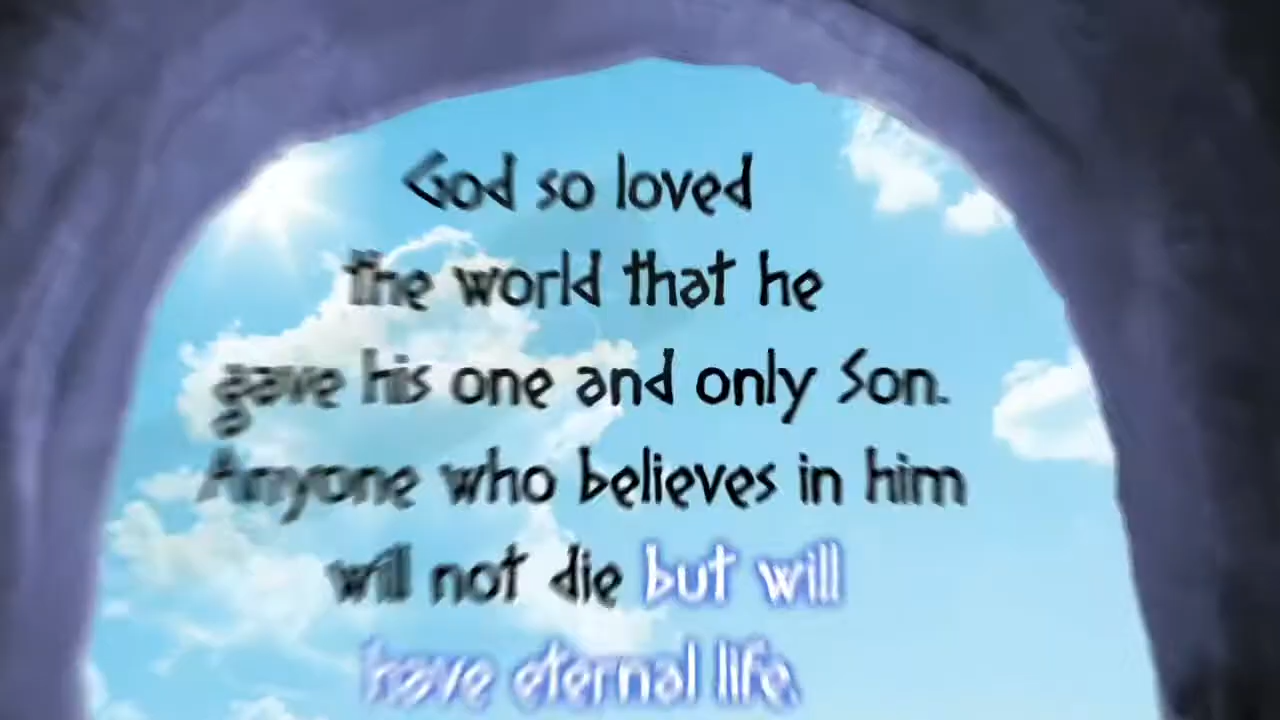 God so loved
the world that he
gave his one and only Son.
Anyone who believes in him
will not die but will
have eternal life.